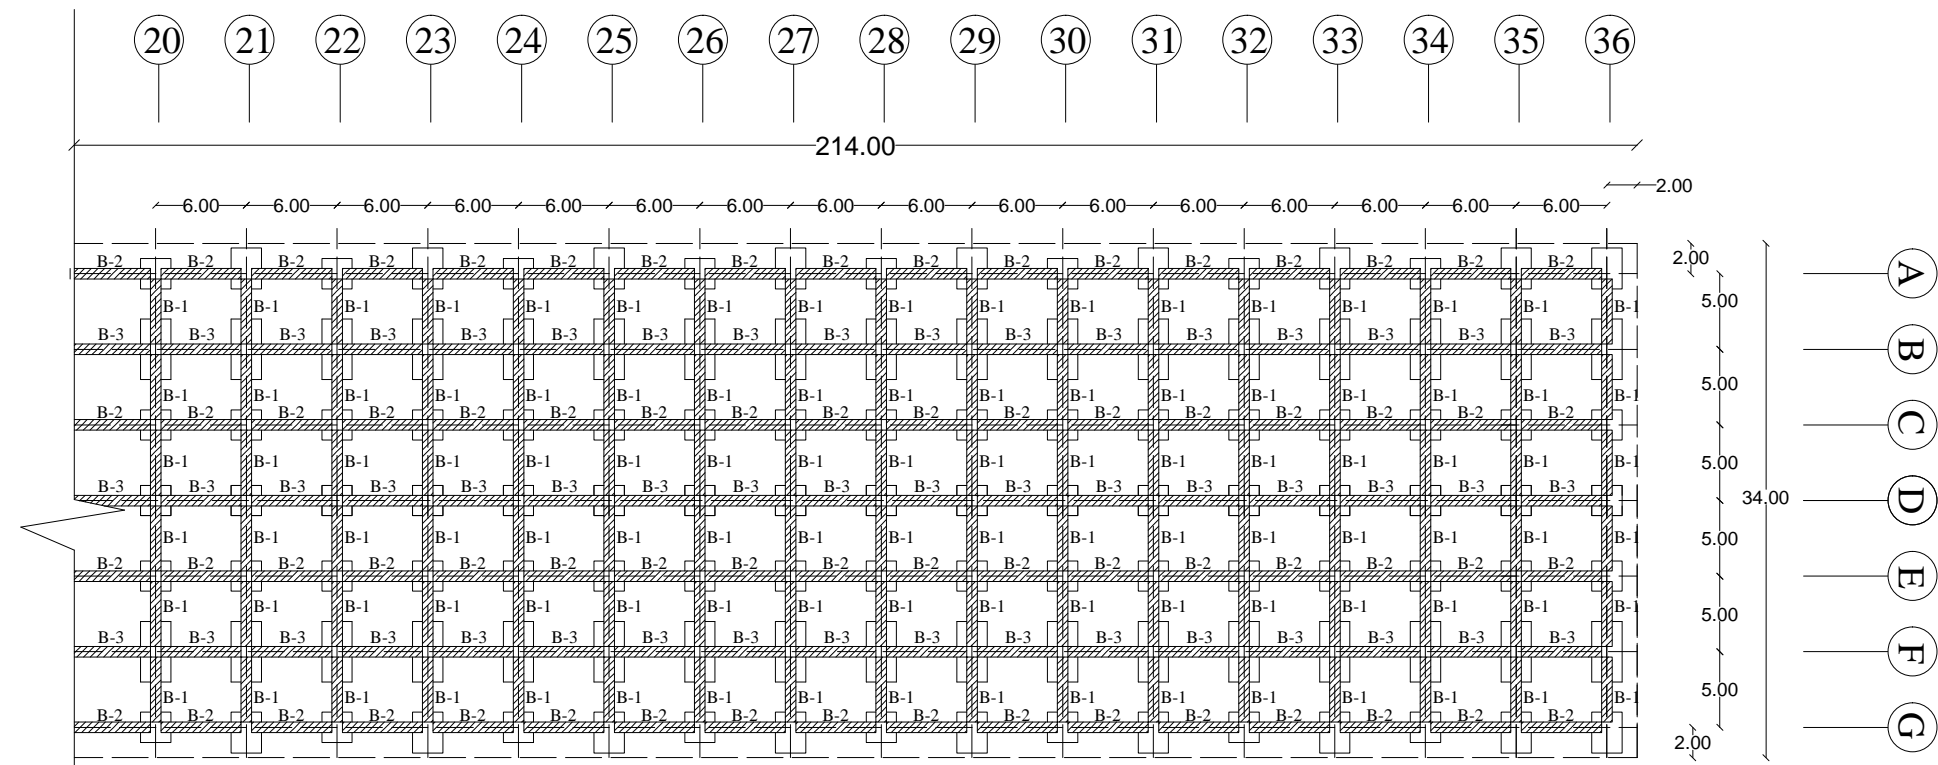 20 21 22 23 24 25 26 27 28 29 30 31 32 33 34 35 36
214.00
2.00
6.00 6.00 6.00 6.00 6.00 6.00 6.00 6.00 6.00 6.00 6.00 6.00 6.00 6.00 6.00 6.00
B-2 B-2 B-2 B-2 B-2 B-2 B-2 B-2 B-2 B-2 B-2 B-2 B-2 B-2 B-2 B-2 B-2 2.00
A
B-1 B-1 B-1 B-1 B-1 B-1 B-1 B-1 B-1 B-1 B-1 B-1 B-1 B-1 B-1 B-1 B-1 5.00
B-3 B-3 B-3 B-3 B-3 B-3 B-3 B-3 B-3 B-3 B-3 B-3 B-3 B-3 B-3 B-3 B-3
B
B-1 B-1 B-1 B-1 B-1 B-1 B-1 B-1 B-1 B-1 B-1 B-1 B-1 B-1 B-1 B-1 B-1 5.00
B-2 B-2 B-2 B-2 B-2 B-2 B-2 B-2 B-2 B-2 B-2 B-2 B-2 B-2 B-2 B-2 B-2
C
B-1 B-1 B-1 B-1 B-1 B-1 B-1 B-1 B-1 B-1 B-1 B-1 B-1 B-1 B-1 B-1 B-1 5.00
B-3 B-3 B-3 B-3 B-3 B-3 B-3 B-3 B-3 B-3 B-3 B-3 B-3 B-3 B-3 B-3 B-3
34.00
D
B-1 B-1 B-1 B-1 B-1 B-1 B-1 B-1 B-1 B-1 B-1 B-1 B-1 B-1 B-1 B-1 B-1 5.00
B-2 B-2 B-2 B-2 B-2 B-2 B-2 B-2 B-2 B-2 B-2 B-2 B-2 B-2 B-2 B-2 B-2
E
B-1 B-1 B-1 B-1 B-1 B-1 B-1 B-1 B-1 B-1 B-1 B-1 B-1 B-1 B-1 B-1 B-1 5.00
B-3 B-3 B-3 B-3 B-3 B-3 B-3 B-3 B-3 B-3 B-3 B-3 B-3 B-3 B-3 B-3 B-3
F
B-1 B-1 B-1 B-1 B-1 B-1 B-1 B-1 B-1 B-1 B-1 B-1 B-1 B-1 B-1 B-1 B-1 5.00
B-2 B-2 B-2 B-2 B-2 B-2 B-2 B-2 B-2 B-2 B-2 B-2 B-2 B-2 B-2 B-2 B-2
G
2.00